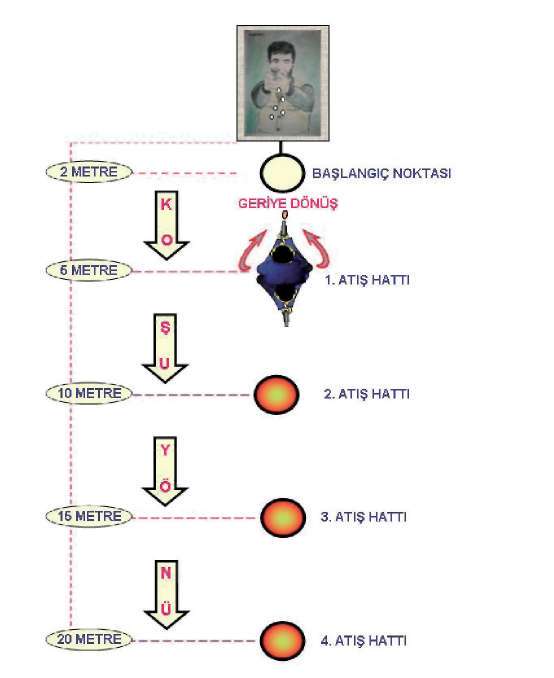 2 METRE
BAŞLANGIÇ NOKTASI
GERİYE DÖNÜŞ
K
O
5 METRE
1. ATIŞ HATTI
Ş
U
10 METRE
2. ATIŞ HATTI
Y
Ö
15 METRE
3. ATIŞ HATTI
N
Ü
20 METRE
4. ATIŞ HATTI